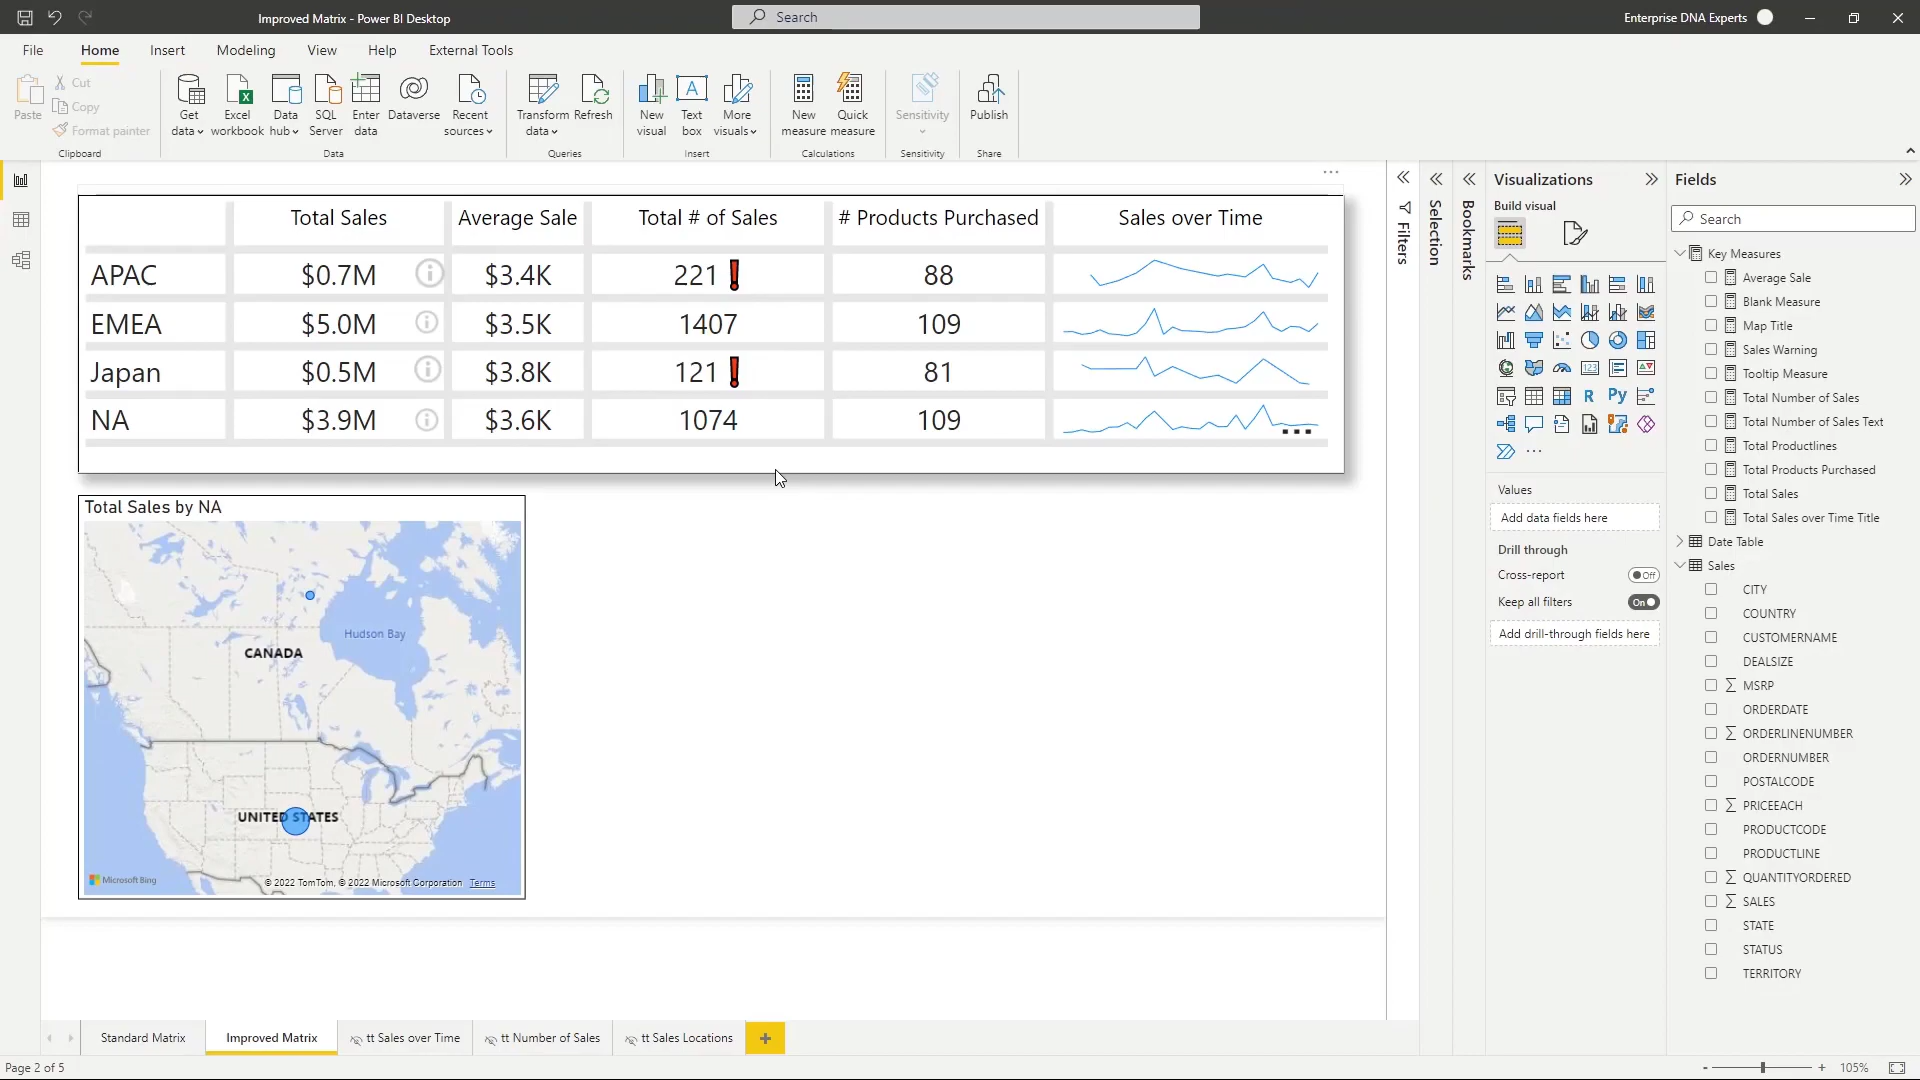 Improved Matrix - Power BI Desktop
Search
Enterprise DNA Experts
File
Home
Insert
Modeling
View
Help
External Tools
Paste
Cut
Copy
Format painter
Clipboard
Get data
Excel workbook
Data hub
SQL Server
Enter data
Dataverse
Recent sources
Data
Transform data
Refresh
Queries
New visual
Text box
More visuals
Insert
New measure
Quick measure
Calculations
Sensitivity
Sensitivity
Publish
Share
Total Sales Average Sale Total # of Sales # Products Purchased Sales over Time
APAC $0.7M $3.4K 221 88
EMEA $5.0M $3.5K 1407 109
Japan $0.5M $3.8K 121 81
NA $3.9M $3.6K 1074 109
Total Sales by NA
Hudson Bay
CANADA
UNITED STATES
Microsoft Bing
© 2022 TomTom, © 2022 Microsoft Corporation Terms
Filters
Selection
Bookmarks
Visualizations
Build visual
R
Py
123
Values
Add data fields here
Drill through
Cross-report
Off
Keep all filters
On
Add drill-through fields here
Fields
Search
Key Measures
Average Sale
Blank Measure
Map Title
Sales Warning
Tooltip Measure
Total Number of Sales
Total Number of Sales Text
Total Productlines
Total Products Purchased
Total Sales
Total Sales over Time Title
Date Table
Sales
CITY
COUNTRY
CUSTOMERNAME
DEALSIZE
∑ MSRP
ORDERDATE
∑ ORDERLINENUMBER
ORDERNUMBER
POSTALCODE
∑ PRICEEACH
PRODUCTCODE
PRODUCTLINE
∑ QUANTITYORDERED
∑ SALES
STATE
STATUS
TERRITORY
Standard Matrix
Improved Matrix
tt Sales over Time
tt Number of Sales
tt Sales Locations
Page 2 of 5
- + 105%